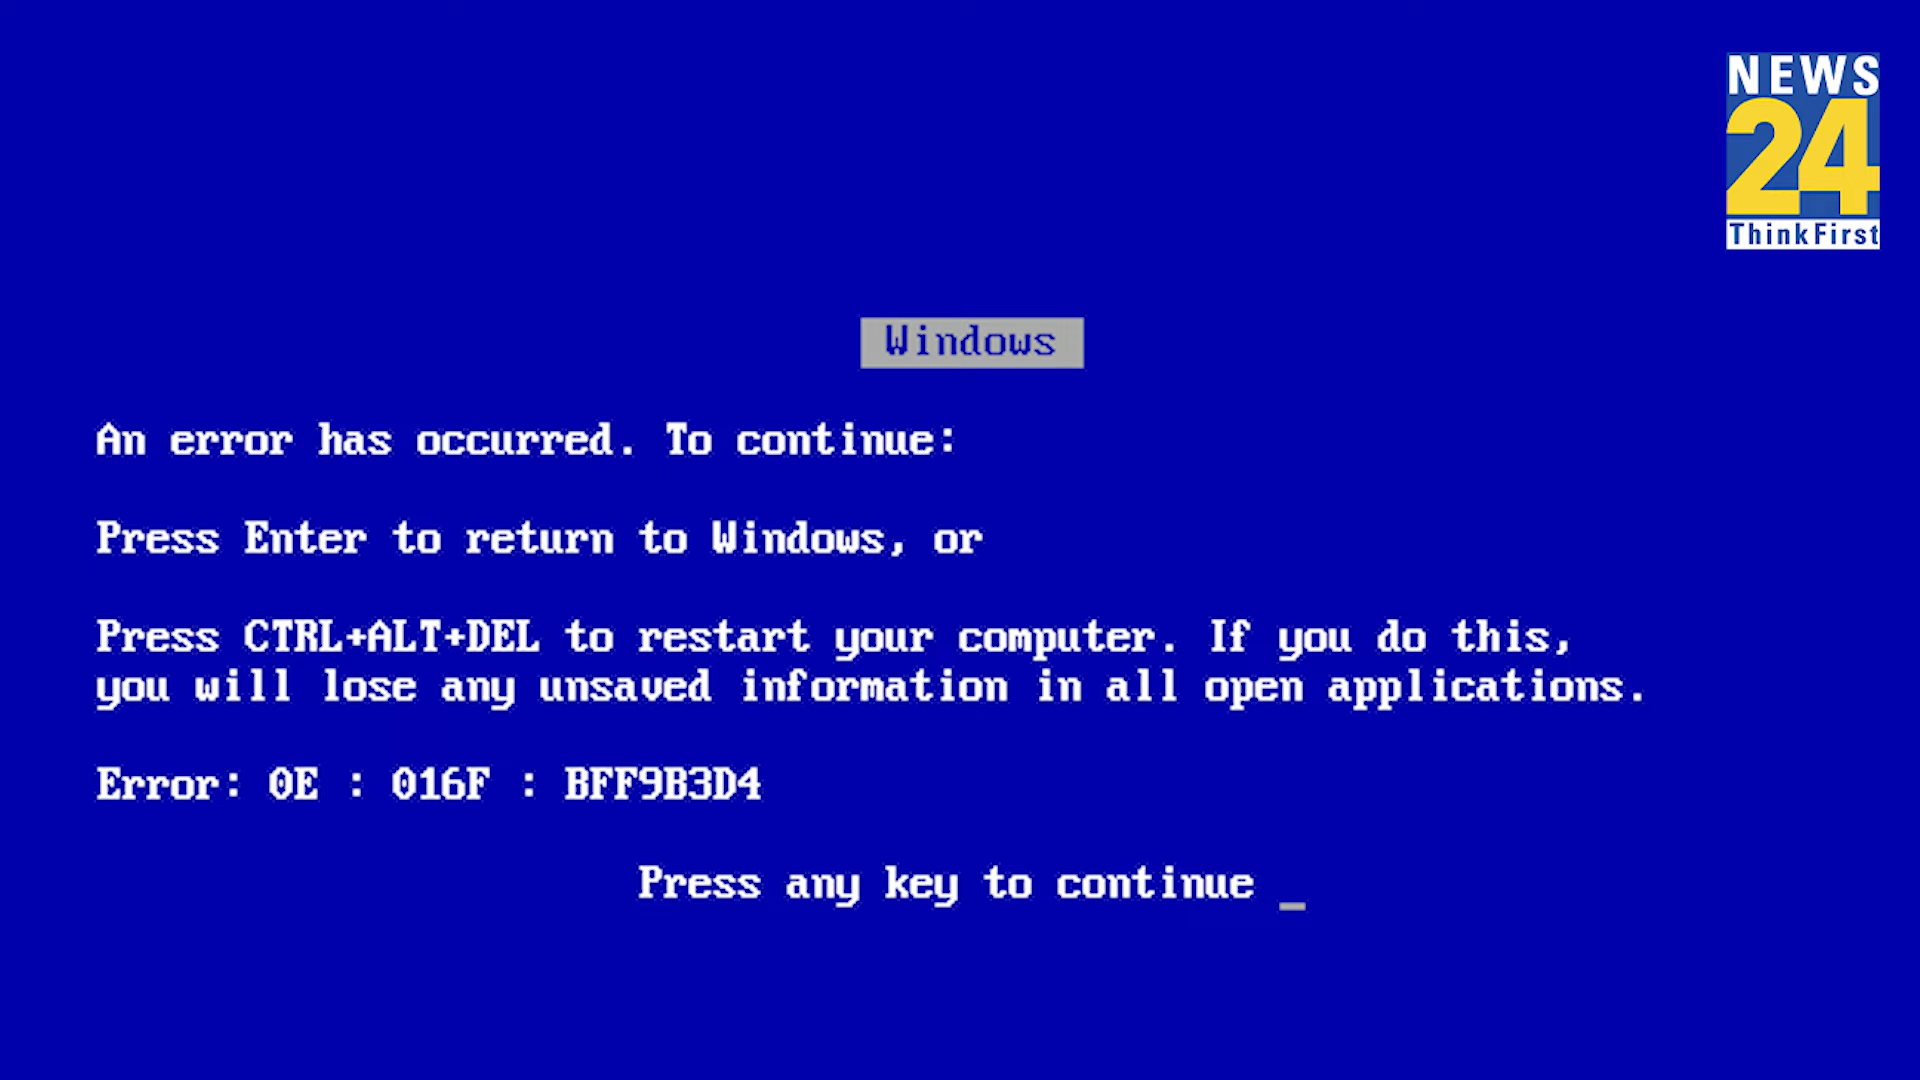 NEWS
24
Think First
Windows
An error has occurred. To continue:
Press Enter to return to Windows, or
Press CTRL+ALT+DEL to restart your computer. If you do this,
you will lose any unsaved information in all open applications.
Error: 0E : 016F : BFF9B3D4
Press any key to continue _